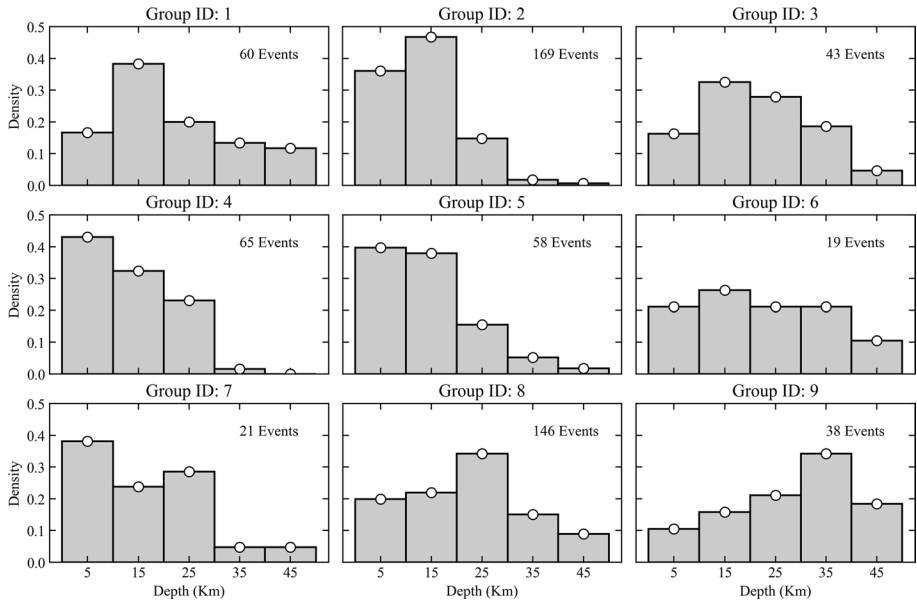 Group ID: 1
Group ID: 2
Group ID: 3
0.5
0.4
0.3
0.2
0.1
0.0
Density
60 Events
169 Events
43 Events
Group ID: 4
Group ID: 5
Group ID: 6
0.5
0.4
0.3
0.2
0.1
0.0
Density
65 Events
58 Events
19 Events
Group ID: 7
Group ID: 8
Group ID: 9
0.5
0.4
0.3
0.2
0.1
0.0
Density
21 Events
146 Events
38 Events
5 15 25 35 45
5 15 25 35 45
5 15 25 35 45
Depth (Km)
Depth (Km)
Depth (Km)